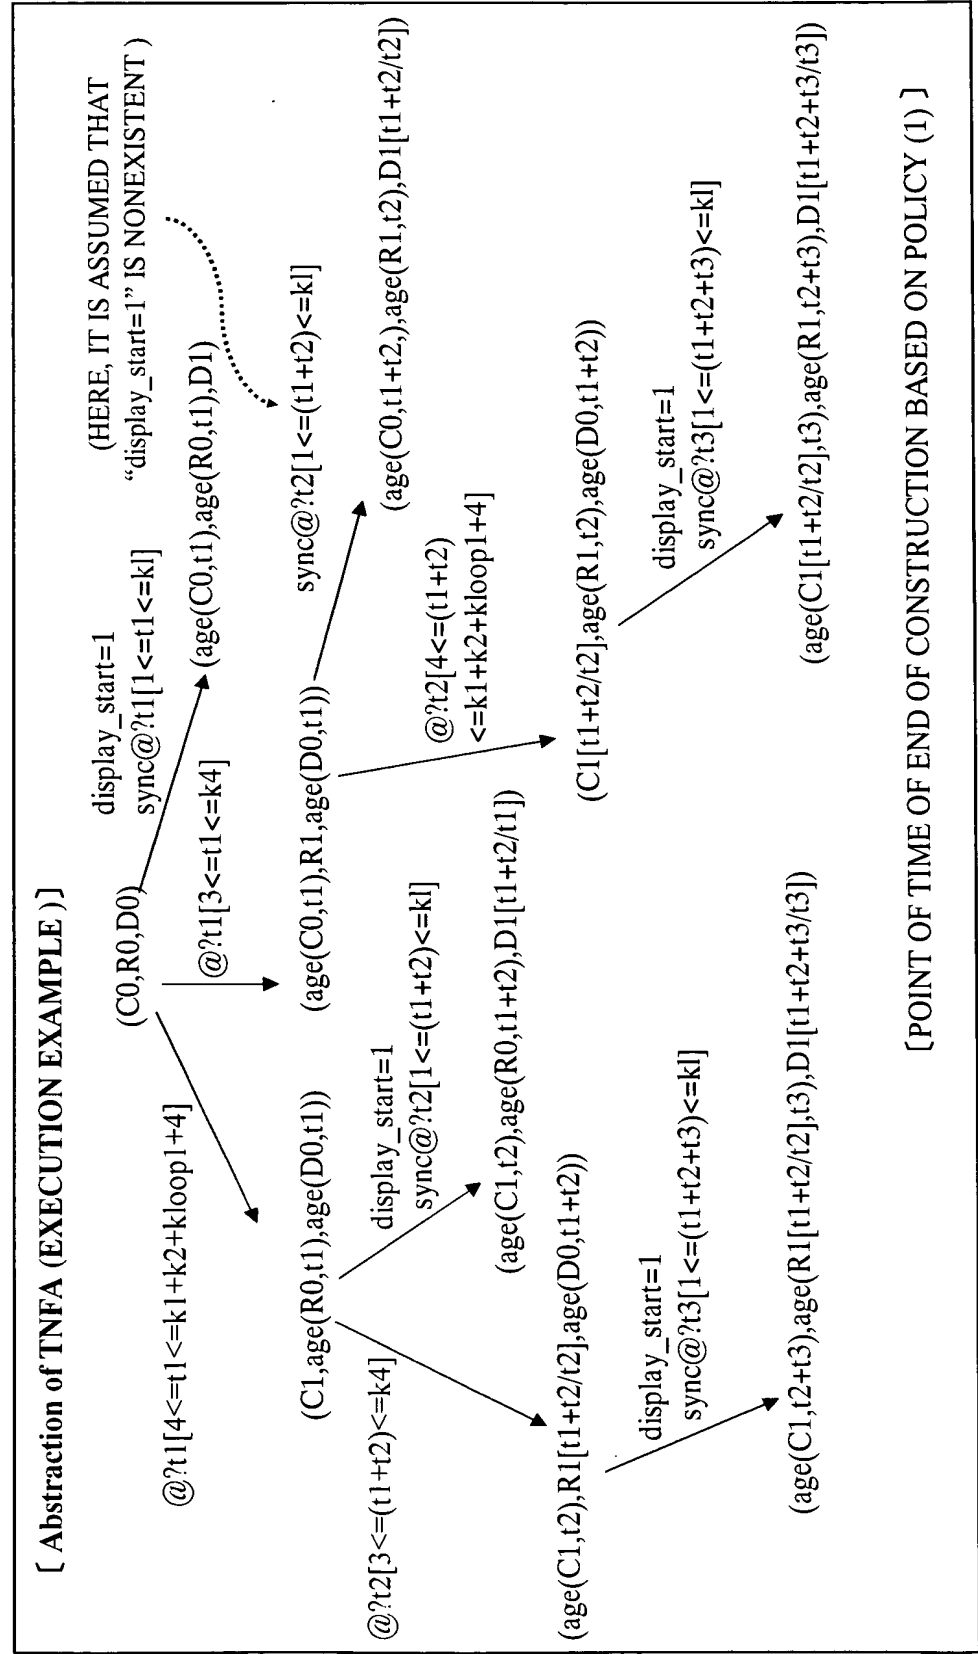 [ Abstraction of TNFA (EXECUTION EXAMPLE )]
(HERE, IT IS ASSUMED THAT
“display_start=1” IS NONEXISTENT )
(C0,R0,D0)
display_start=1
sync@?t1[1<=t1<=kl]
@?t1[4<=t1<=k1+k2+kloop1+4]
@?t1[3<=t1<=k4]
(age(C0,t1),age(R0,t1),D1)
(C1,age(R0,t1),age(D0,t1))
(age(C0,t1),R1,age(D0,t1))
sync@?t2[1<=(t1+t2)<=kl]
@?t2[3<=(t1+t2)<=k4]
display_start=1
sync@?t2[1<=(t1+t2)<=kl]
@?t2[4<=(t1+t2)
<=k1+k2+kloop1+4]
(age(C0,t1+t2,),age(R1,t2),D1[t1+t2/t2])
(age(C1,t2),age(R0,t1+t2),D1[t1+t2/t1])
(age(C1,t2),R1[t1+t2/t2],age(D0,t1+t2))
(C1[t1+t2/t2],age(R1,t2),age(D0,t1+t2))
display_start=1
sync@?t3[1<=(t1+t2+t3)<=kl]
display_start=1
sync@?t3[1<=(t1+t2+t3)<=kl]
(age(C1,t2+t3),age(R1[t1+t2/t2],t3),D1[t1+t2+t3/t3])
(age(C1[t1+t2/t2],t3),age(R1,t2+t3),D1[t1+t2+t3/t3])
[POINT OF TIME OF END OF CONSTRUCTION BASED ON POLICY (1) ]